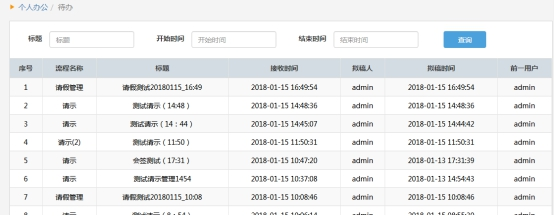 个人办公 / 待办
标题 标题 开始时间 开始时间 结束时间 结束时间 查询
序号 流程名称 标题 接收时间 拟稿人 拟稿时间 前一用户
1 请假管理 请假测试20180115_16:49 2018-01-15 16:49:54 admin 2018-01-15 16:49:54 admin
2 请示 测试请示（14:48） 2018-01-15 14:48:36 admin 2018-01-15 14:48:36 admin
3 请示 测试请示（14：44） 2018-01-15 14:45:07 admin 2018-01-15 14:44:42 admin
4 请示(2) 测试请示（11:50） 2018-01-15 11:50:31 admin 2018-01-15 11:50:31 admin
5 请示 会签测试（17:31） 2018-01-15 10:47:20 admin 2018-01-13 17:31:39 admin
6 请示 测试请示管理1454 2018-01-15 10:37:08 admin 2018-01-13 14:54:43 admin
7 请假管理 请假测试20180115_10:08 2018-01-15 10:08:46 admin 2018-01-15 10:08:46 admin